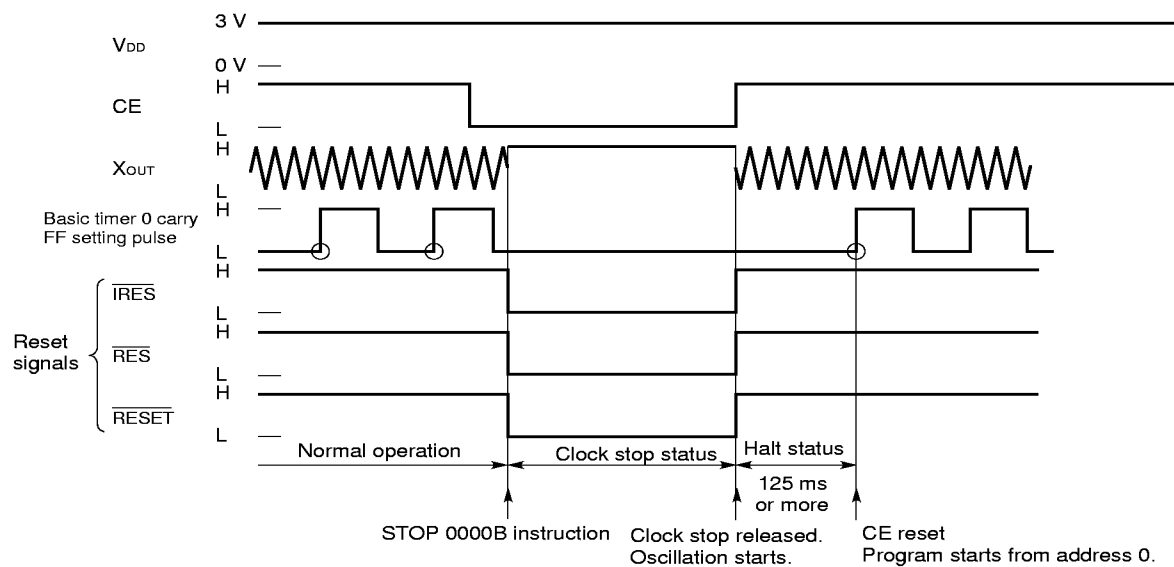 3 V
VDD
0 V
H
CE
L
H
XOUT
L
H
Basic timer 0 carry
FF setting pulse
L
H
IRES
L
H
Reset
signals
RES
L
H
RESET
L
Normal operation
Clock stop status
Halt status
125 ms
or more
STOP 0000B instruction
Clock stop released.
Oscillation starts.
CE reset
Program starts from address 0.